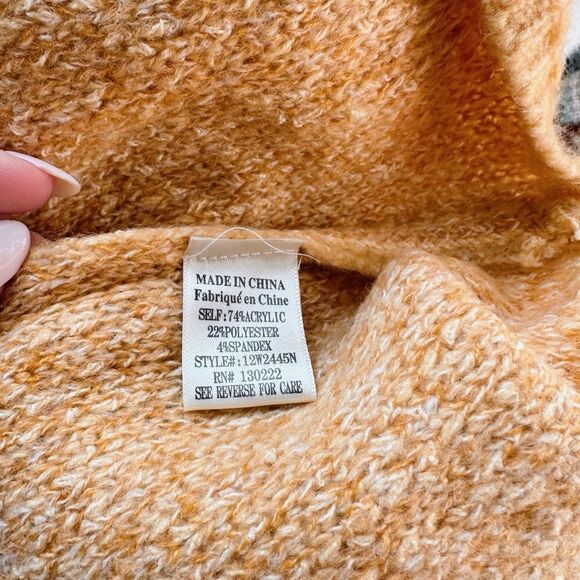 MADE IN CHINA
Fabriqué en Chine
SELF:74%ACRYLIC
22%POLYESTER
4%SPANDEX
STYLE#:12W2445N
RN# 130222
SEE REVERSE FOR CARE